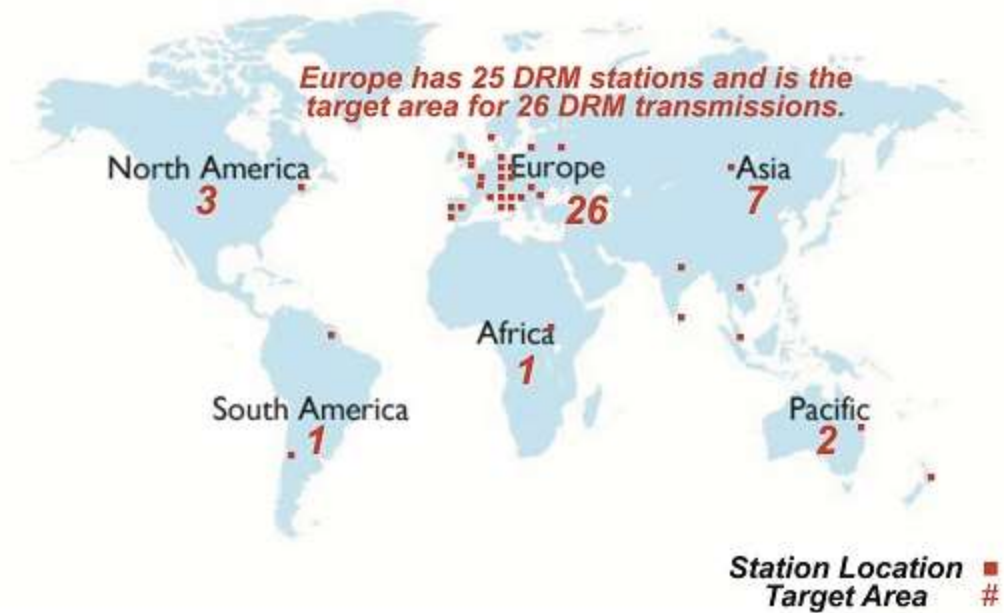 Europe has 25 DRM stations and is the
target area for 26 DRM transmissions.
North America
3
Europe
26
Asia
7
Africa
1
South America
1
Pacific
2
Station Location
Target Area #